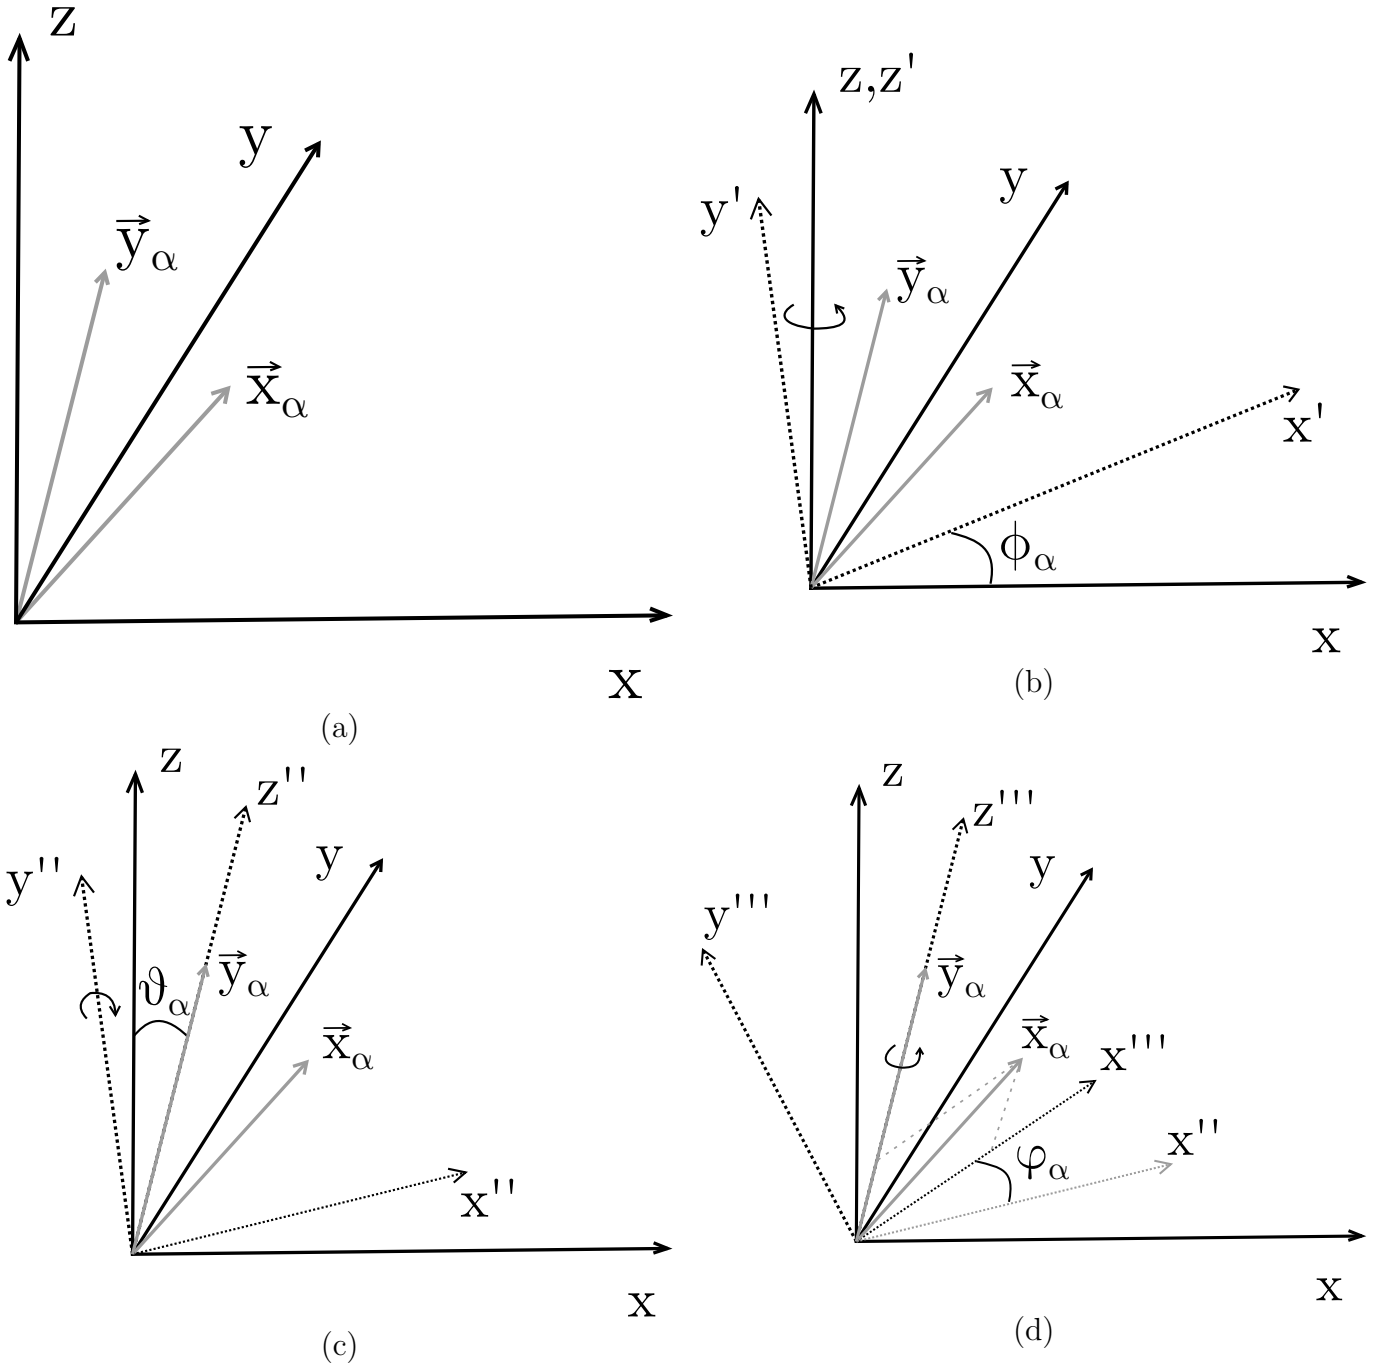 z
y
y⃗α
x⃗α
x
(a)
z,z'
y'
y
y⃗α
x⃗α
x'
ϕα
x
(b)
z
z''
y
y''
ϑα
y⃗α
x⃗α
x''
x
(c)
z
z'''
y
y'''
y⃗α
x⃗α
x'''
x''
φα
x
(d)